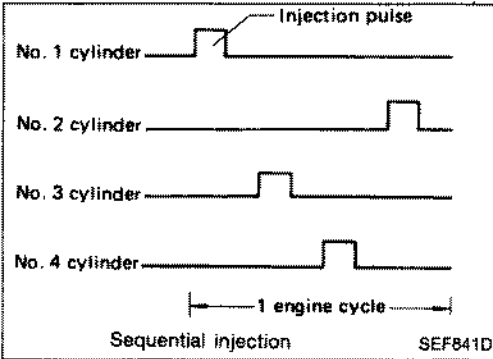 Injection pulse
No. 1 cylinder
No. 2 cylinder
No. 3 cylinder
No. 4 cylinder
1 engine cycle
Sequential injection
SEF841D